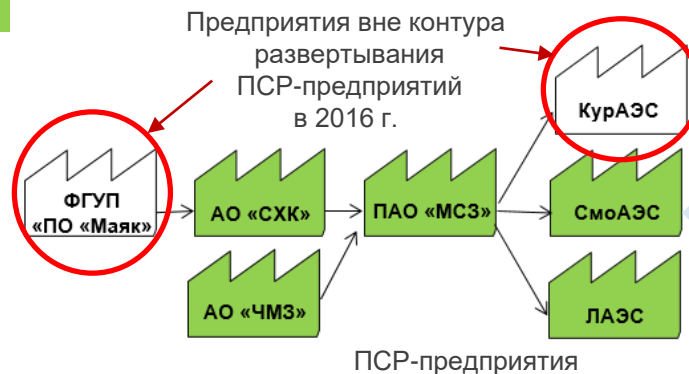 Предприятия вне контура
развертывания
ПСР-предприятий
в 2016 г.
КурАЭС
ФГУП
«ПО «Маяк»
АО «СХК»
ПАО «МСЗ»
СмоАЭС
АО «ЧМЗ»
ЛАЭС
ПСР-предприятия